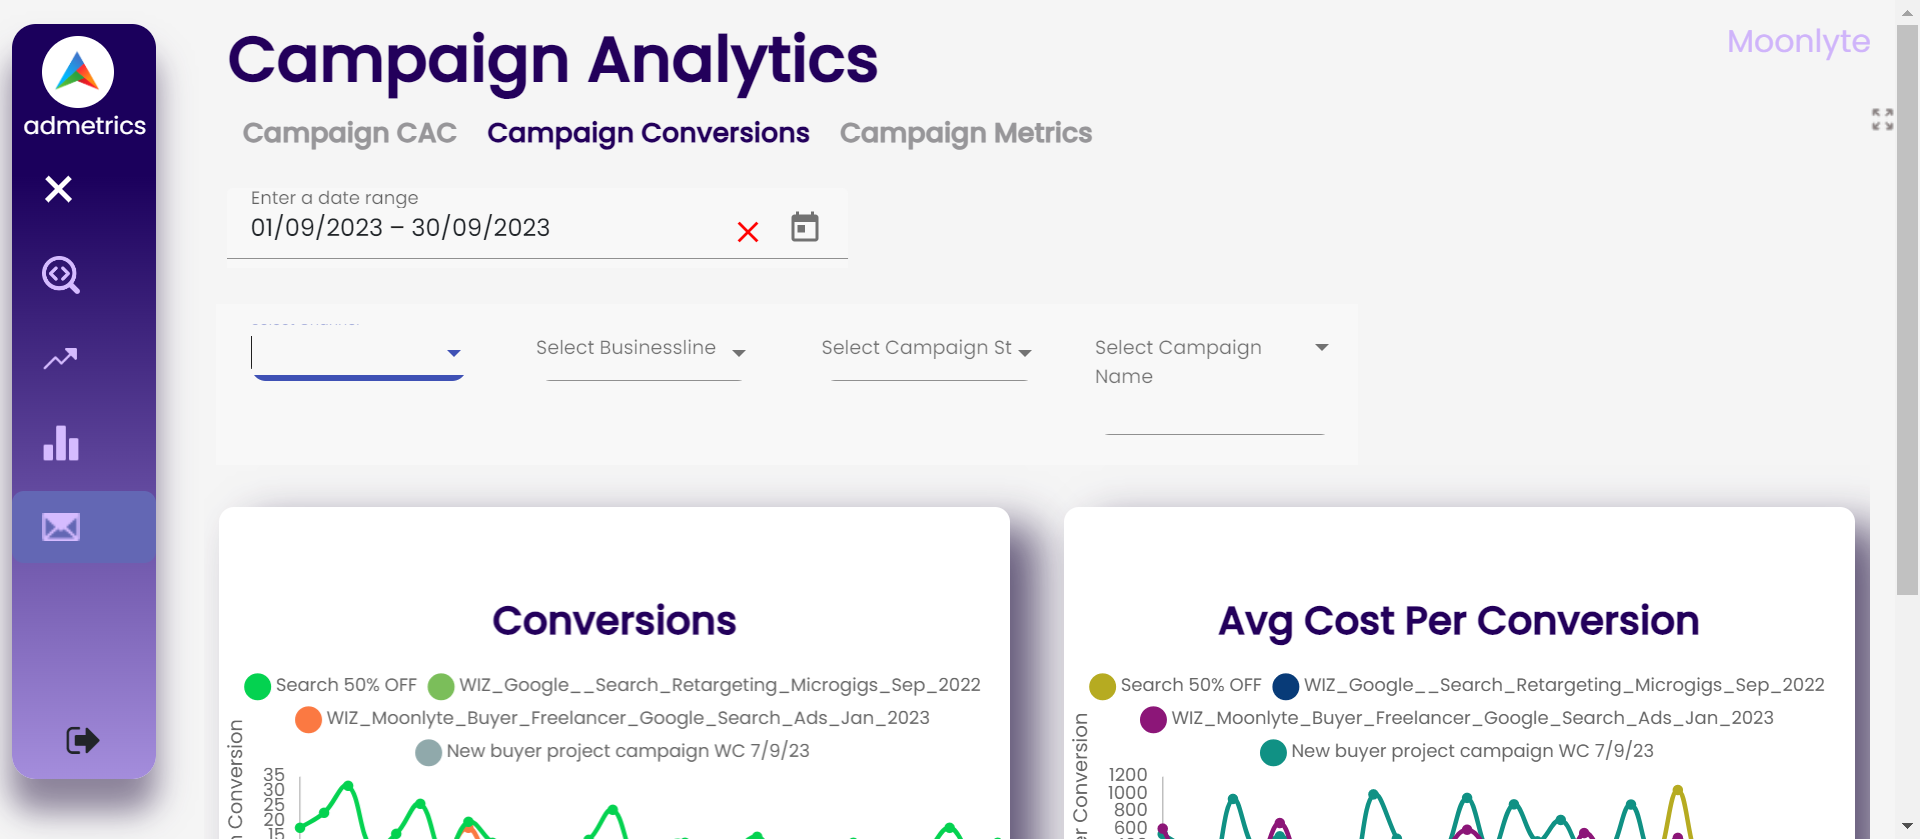 Moonlyte
admetrics
Campaign Analytics
Campaign CAC Campaign Conversions Campaign Metrics
Enter a date range
01/09/2023 – 30/09/2023
Select Businessline
Select Campaign St
Select Campaign
Name
Conversions
Search 50% OFF WIZ_Google__Search_Retargeting_Microgigs_Sep_2022
WIZ_Moonlyte_Buyer_Freelancer_Google_Search_Ads_Jan_2023
New buyer project campaign WC 7/9/23
Conversion
35
30
25
20
15
Avg Cost Per Conversion
Search 50% OFF WIZ_Google__Search_Retargeting_Microgigs_Sep_2022
WIZ_Moonlyte_Buyer_Freelancer_Google_Search_Ads_Jan_2023
New buyer project campaign WC 7/9/23
er Conversion
1200
1000
800
600